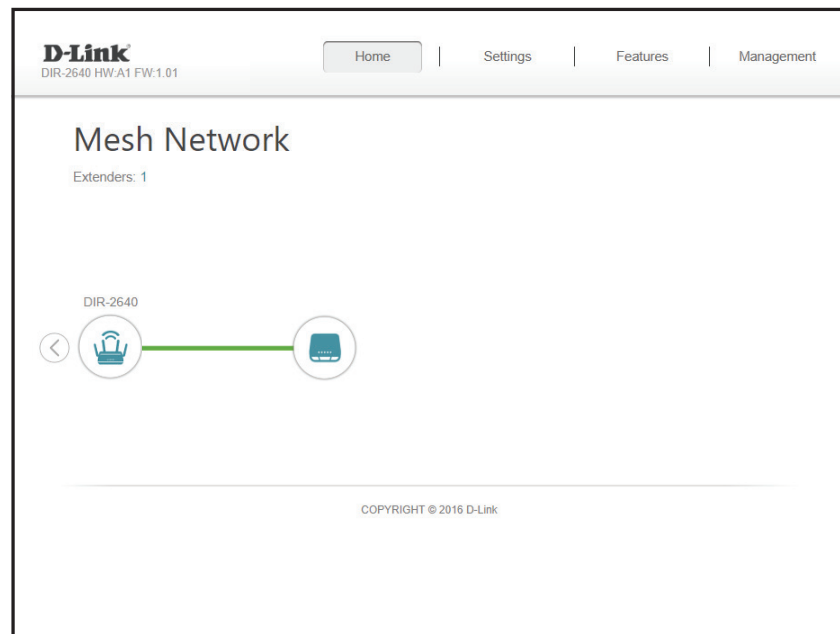 D-Link
DIR-2640 HW:A1 FW:1.01
Home Settings Features Management
Mesh Network
Extenders: 1
DIR-2640
COPYRIGHT © 2016 D-Link